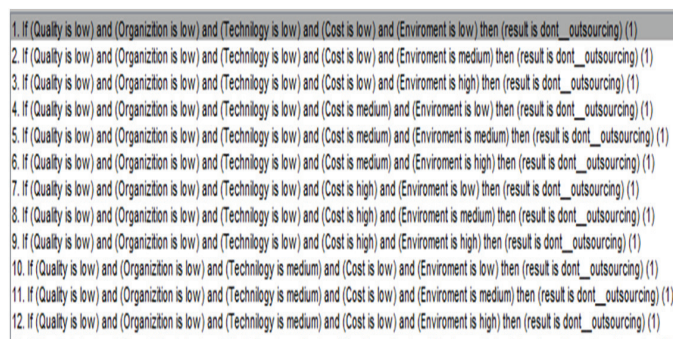 1. If (Quality is low) and (Organizition is low) and (Technilogy is low) and (Cost is low) and (Enviroment is low) then (result is dont__outsourcing) (1)
2. If (Quality is low) and (Organizition is low) and (Technilogy is low) and (Cost is low) and (Enviroment is medium) then (result is dont__outsourcing) (1)
3. If (Quality is low) and (Organizition is low) and (Technilogy is low) and (Cost is low) and (Enviroment is high) then (result is dont__outsourcing) (1)
4. If (Quality is low) and (Organizition is low) and (Technilogy is low) and (Cost is medium) and (Enviroment is low) then (result is dont__outsourcing) (1)
5. If (Quality is low) and (Organizition is low) and (Technilogy is low) and (Cost is medium) and (Enviroment is medium) then (result is dont__outsourcing) (1)
6. If (Quality is low) and (Organizition is low) and (Technilogy is low) and (Cost is medium) and (Enviroment is high) then (result is dont__outsourcing) (1)
7. If (Quality is low) and (Organizition is low) and (Technilogy is low) and (Cost is high) and (Enviroment is low) then (result is dont__outsourcing) (1)
8. If (Quality is low) and (Organizition is low) and (Technilogy is low) and (Cost is high) and (Enviroment is medium) then (result is dont__outsourcing) (1)
9. If (Quality is low) and (Organizition is low) and (Technilogy is low) and (Cost is high) and (Enviroment is high) then (result is dont__outsourcing) (1)
10. If (Quality is low) and (Organizition is low) and (Technilogy is medium) and (Cost is low) and (Enviroment is low) then (result is dont__outsourcing) (1)
11. If (Quality is low) and (Organizition is low) and (Technilogy is medium) and (Cost is low) and (Enviroment is medium) then (result is dont__outsourcing) (1)
12. If (Quality is low) and (Organizition is low) and (Technilogy is medium) and (Cost is low) and (Enviroment is high) then (result is dont__outsourcing) (1)